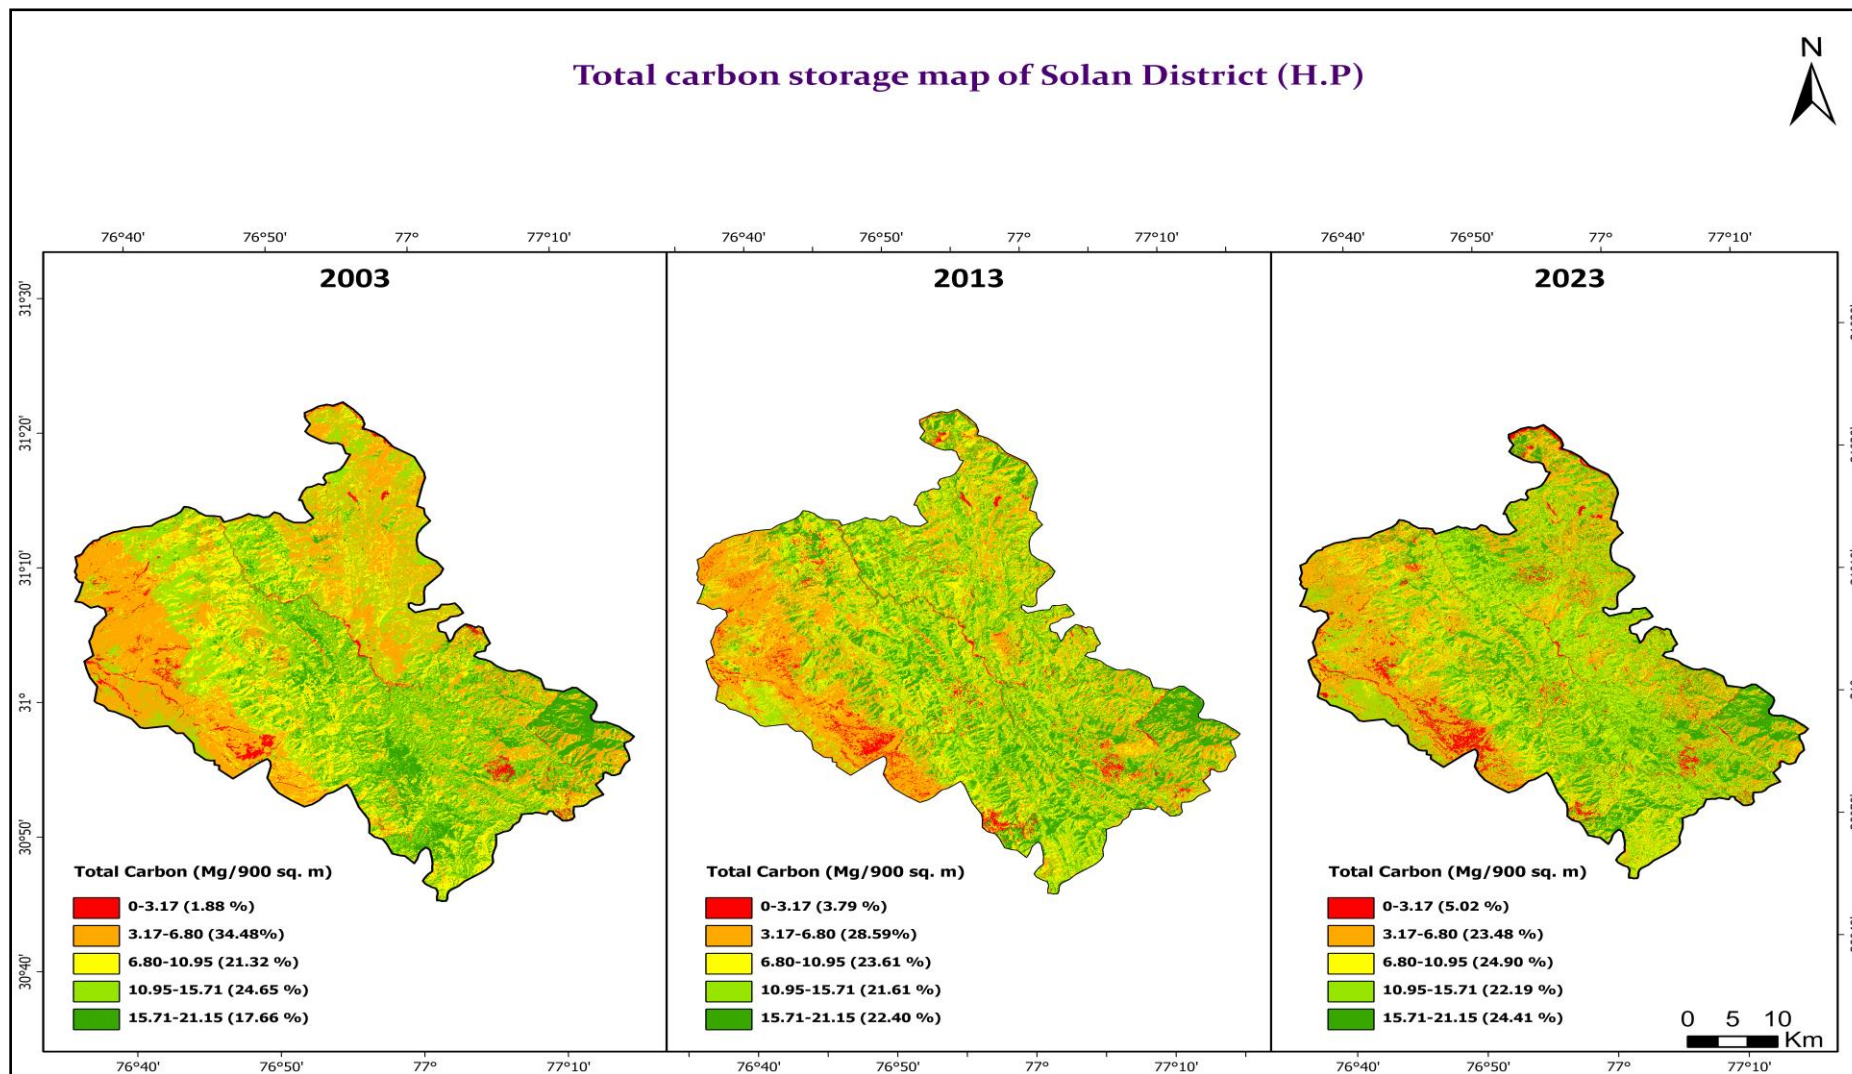 Total carbon storage map of Solan District (H.P)
N
76°40' 76°50' 77° 77°10' 76°40' 76°50' 77° 77°10' 76°40' 76°50' 77° 77°10'
2003 2013 2023
31°30'
31°20'
31°10'
31°
30°50'
30°40'
Total Carbon (Mg/900 sq. m)
0-3.17 (1.88 %)
3.17-6.80 (34.48%)
6.80-10.95 (21.32 %)
10.95-15.71 (24.65 %)
15.71-21.15 (17.66 %)
Total Carbon (Mg/900 sq. m)
0-3.17 (3.79 %)
3.17-6.80 (28.59%)
6.80-10.95 (23.61 %)
10.95-15.71 (21.61 %)
15.71-21.15 (22.40 %)
Total Carbon (Mg/900 sq. m)
0-3.17 (5.02 %)
3.17-6.80 (23.48 %)
6.80-10.95 (24.90 %)
10.95-15.71 (22.19 %)
15.71-21.15 (24.41 %)
0 5 10
Km
76°40' 76°50' 77° 77°10' 76°40' 76°50' 77° 77°10' 76°40' 76°50' 77° 77°10'